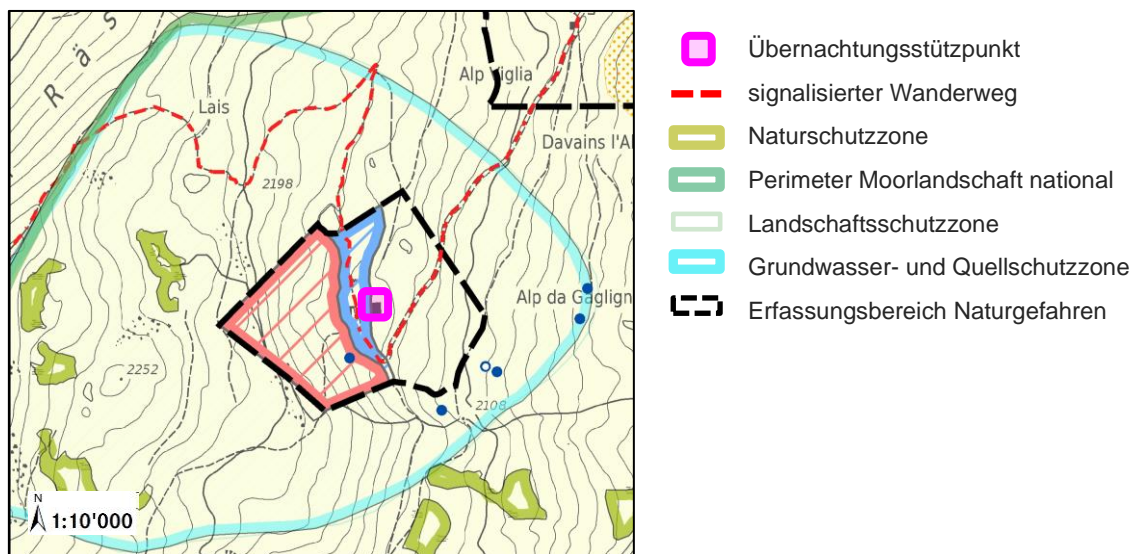 Räs
Lais
Alp Viglia
Davains l'Al
2198
Alp da Gaglign
2252
2108
N
1:10'000
Übernachtungsstützpunkt
signalisierter Wanderweg
Naturschutzzone
Perimeter Moorlandschaft national
Landschaftsschutzzone
Grundwasser- und Quellschutzzone
Erfassungsbereich Naturgefahren